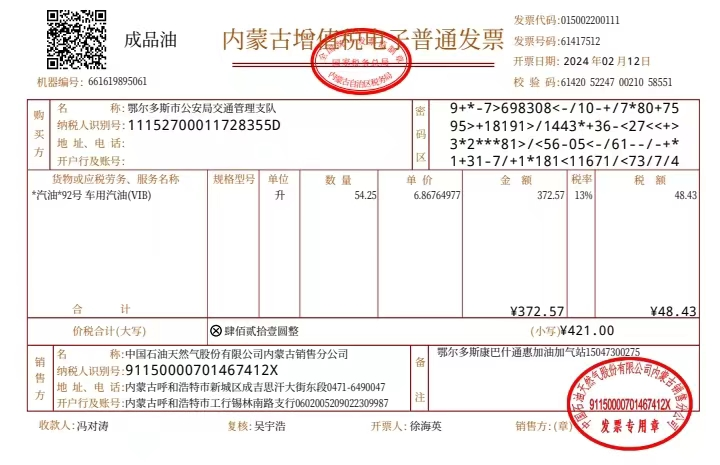 成品油
内蒙古增值税电子普通发票
发票代码:015002200111
发票号码:61417512
开票日期: 2024年02月12日
校 验 码:61420 52247 00210 58551
机器编号: 661619895061
全国统一发票监制章
国家税务总局
内蒙古自治区税务局
购买方
名 称:鄂尔多斯市公安局交通管理支队
纳税人识别号:11152700011728355D
地 址、电 话:
开户行及账号:
密码区
9+*-7>698308<-/10-+/7*80+75
95>+18191>/1443*+36-<27<<+>
3*2***81>/<56-05<-/61--/-+*
1+31-7/+1*181<11671/<73/7/4
货物或应税劳务、服务名称 规格型号 单位 数 量 单 价 金 额 税率 税 额
*汽油*92号 车用汽油(VIB) 升 54.25 6.86764977 372.57 13% 48.43
合 计 ¥372.57 ¥48.43
价税合计(大写) ⊗肆佰贰拾壹圆整 (小写)¥421.00
销售方
名 称:中国石油天然气股份有限公司内蒙古销售分公司
纳税人识别号:91150000701467412X
地 址、电 话:内蒙古呼和浩特市新城区成吉思汗大街东段0471-6490047
开户行及账号:内蒙古呼和浩特市工行锡林南路支行0602005209022309987
备注
鄂尔多斯康巴什通惠加油加气站15047300275
收款人: 冯对涛 复核: 吴宇浩 开票人: 徐海英 销售方: (章)
中国石油天然气股份有限公司内蒙古销售分公司
91150000701467412X
发票专用章